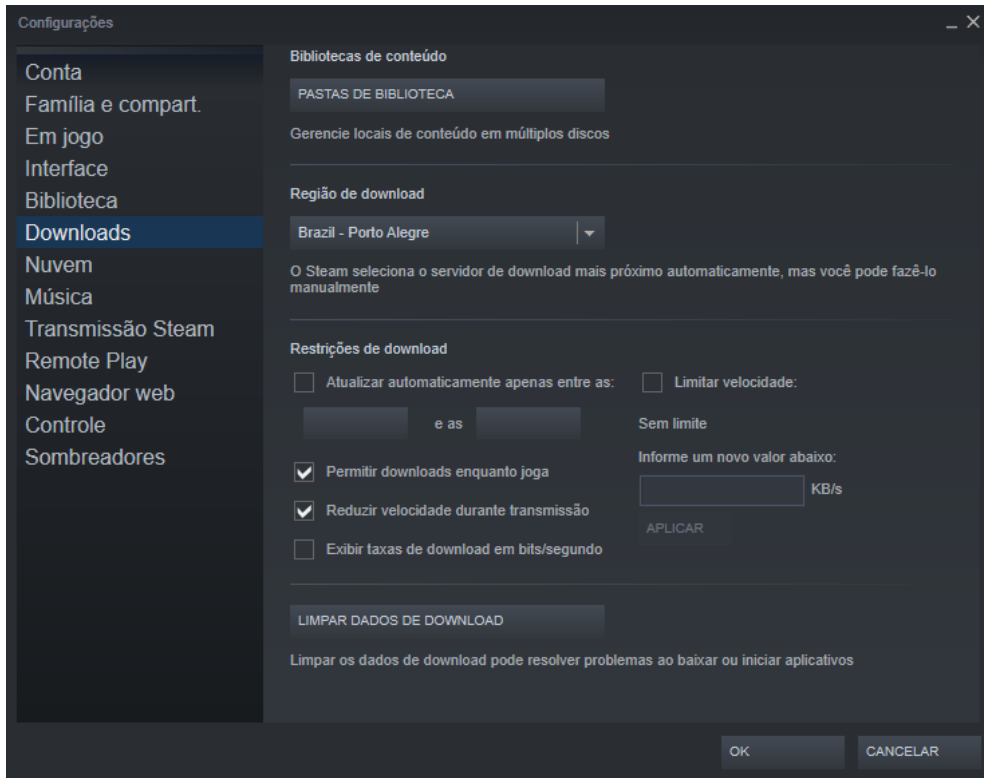 Configurações
Conta
Família e compart.
Em jogo
Interface
Biblioteca
Downloads
Nuvem
Música
Transmissão Steam
Remote Play
Navegador web
Controle
Sombreadores
Bibliotecas de conteúdo
PASTAS DE BIBLIOTECA
Gerencie locais de conteúdo em múltiplos discos
Região de download
Brazil - Porto Alegre
O Steam seleciona o servidor de download mais próximo automaticamente, mas você pode fazê-lo
manualmente
Restrições de download
Atualizar automaticamente apenas entre as:
e as
Permitir downloads enquanto joga
Reduzir velocidade durante transmissão
Exibir taxas de download em bits/segundo
Limitar velocidade:
Sem limite
Informe um novo valor abaixo:
KB/s
APLICAR
LIMPAR DADOS DE DOWNLOAD
Limpar os dados de download pode resolver problemas ao baixar ou iniciar aplicativos
OK
CANCELAR